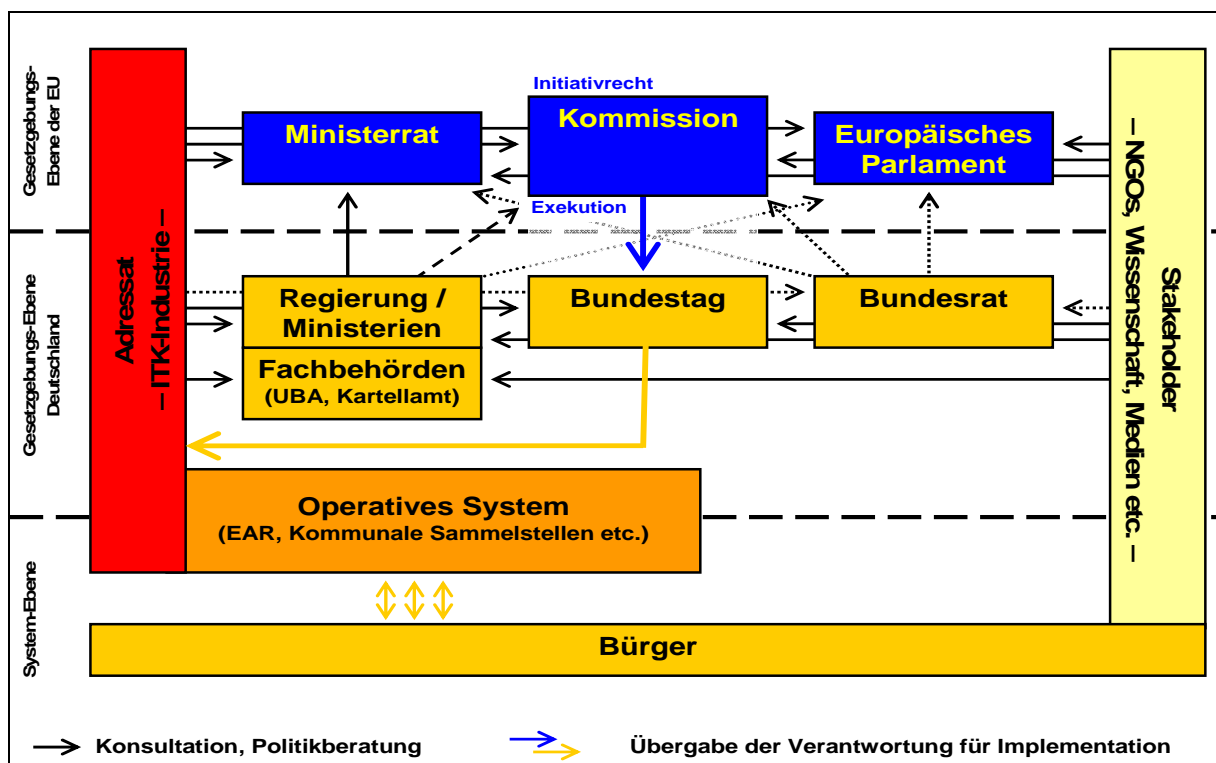 Gesetzgebungs-
Ebene der EU
Gesetzgebungs-Ebene
Deutschland
System-Ebene
Adressat
– ITK-Industrie –
Initiativrecht
Ministerrat
Kommission
Europäisches
Parlament
Exekution
Regierung /
Ministerien
Bundestag
Bundesrat
Fachbehörden
(UBA, Kartellamt)
Operatives System
(EAR, Kommunale Sammelstellen etc.)
Stakeholder
– NGOs, Wissenschaft, Medien etc. –
Bürger
Konsultation, Politikberatung
Übergabe der Verantwortung für Implementation